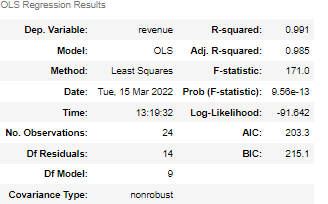 OLS Regression Results
Dep. Variable: revenue R-squared: 0.991
Model: OLS Adj. R-squared: 0.985
Method: Least Squares F-statistic: 171.0
Date: Tue, 15 Mar 2022 Prob (F-statistic): 9.56e-13
Time: 13:19:32 Log-Likelihood: -91.642
No. Observations: 24 AIC: 203.3
Df Residuals: 14 BIC: 215.1
Df Model: 9
Covariance Type: nonrobust